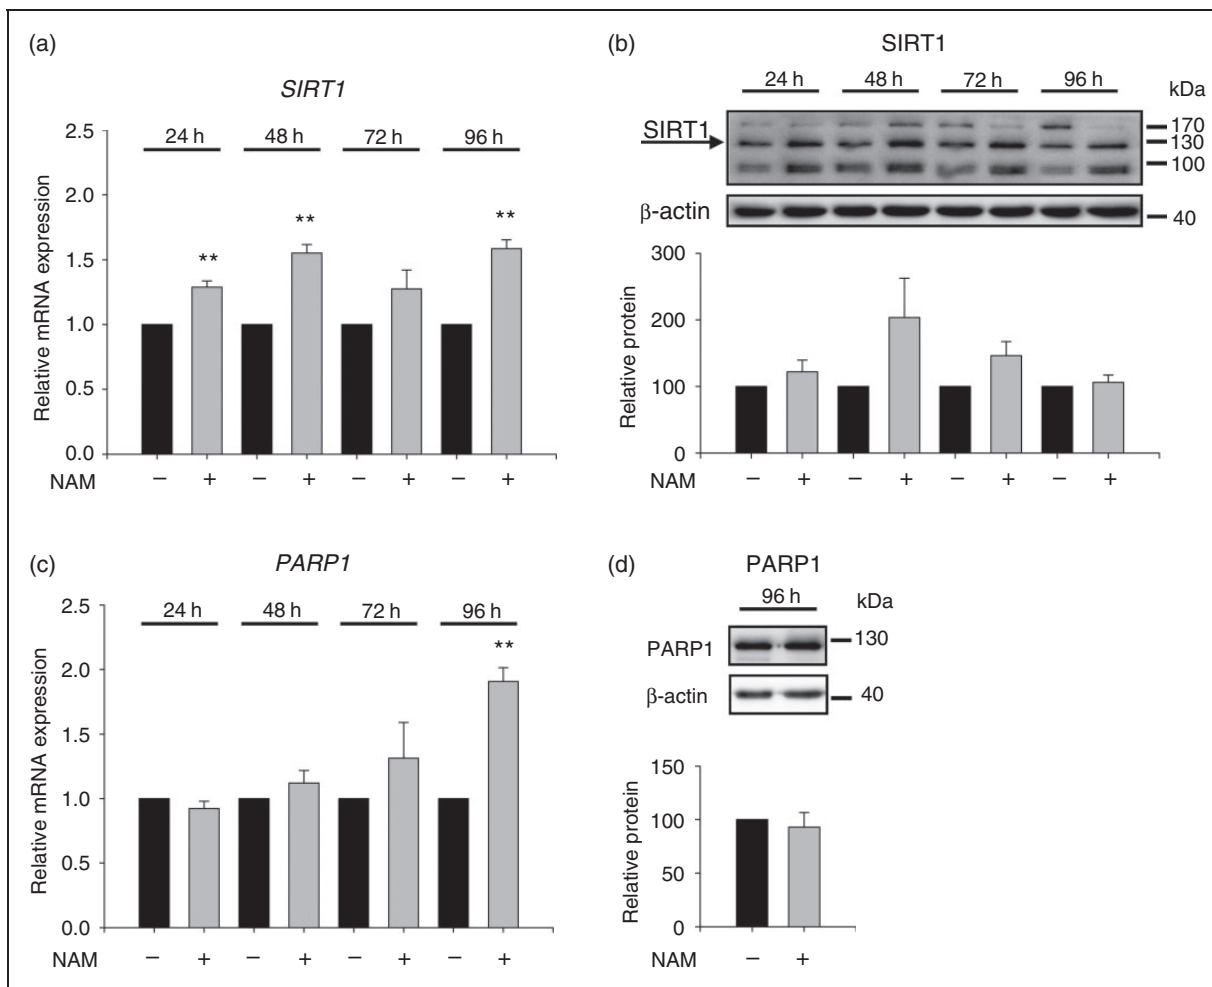 (a)
SIRT1
24 h 48 h 72 h 96 h
2.5
2.0
1.5
1.0
0.5
0.0
Relative mRNA expression
** ** **
NAM − + − + − + − +
(b)
SIRT1
24 h 48 h 72 h 96 h
kDa
SIRT1
170
130
100
β-actin
40
300
200
100
0
Relative protein
NAM − + − + − + − +
(c)
PARP1
24 h 48 h 72 h 96 h
2.5
2.0
1.5
1.0
0.5
0.0
Relative mRNA expression
**
NAM − + − + − + − +
(d)
PARP1
96 h
kDa
PARP1
130
β-actin
40
150
100
50
0
Relative protein
NAM − +